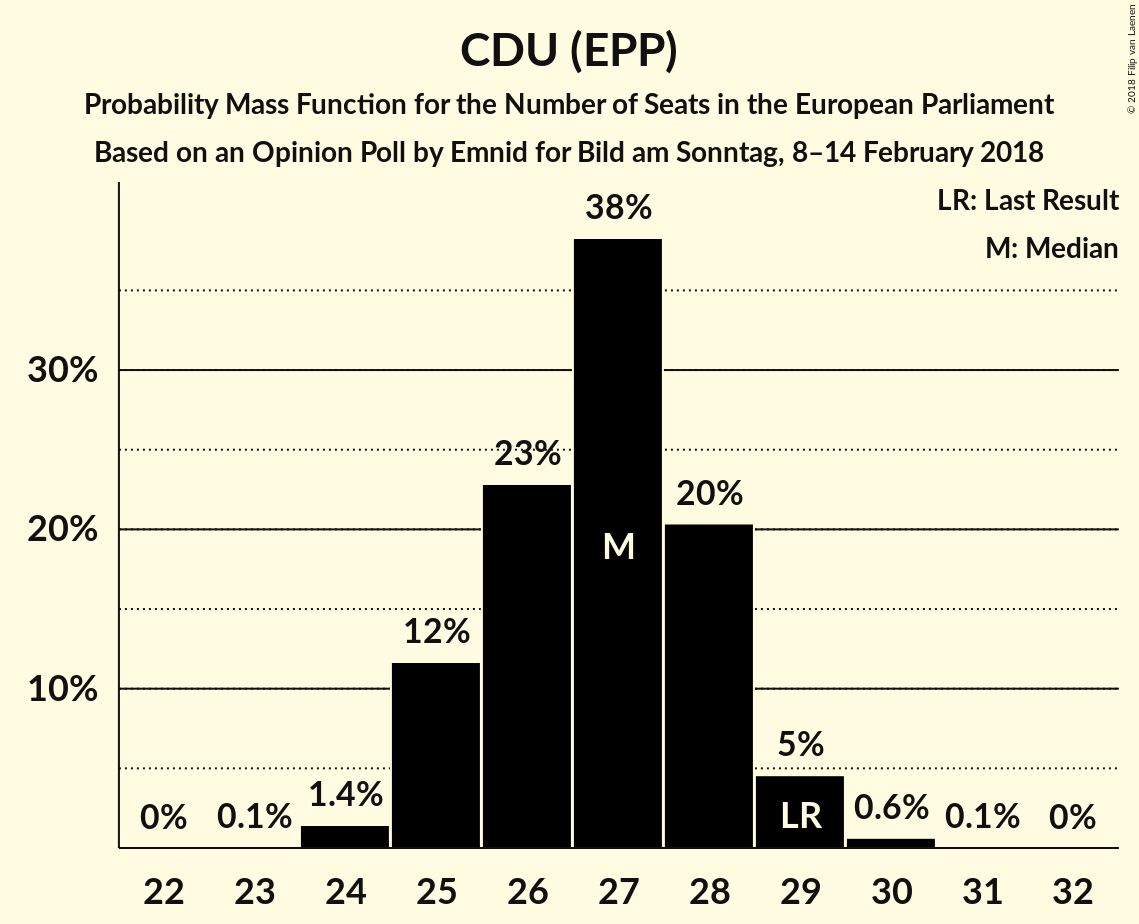 CDU (EPP)
Probability Mass Function for the Number of Seats in the European Parliament
Based on an Opinion Poll by Emnid for Bild am Sonntag, 8–14 February 2018
© 2018 Filip van Laenen
LR: Last Result
M: Median
38%
30%
23%
20%
20%
M
12%
10%
5%
1.4%
0%
0.1%
LR
0.6%
0.1%
0%
22 23 24 25 26 27 28 29 30 31 32